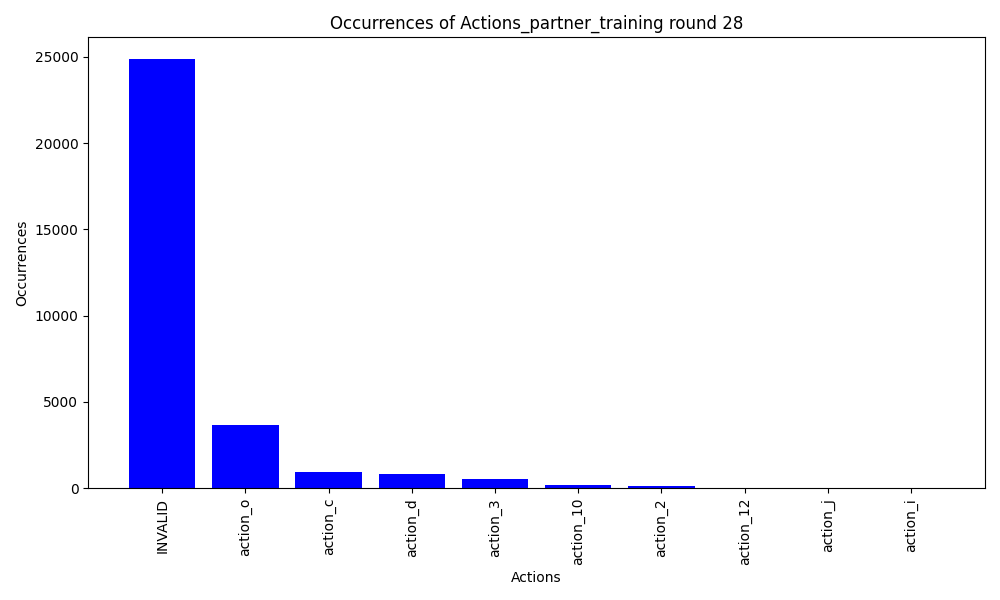 Occurrences of Actions_partner_training round 28
25000
20000
15000
10000
5000
0
Occurrences
INVALID
action_o
action_c
action_d
action_3
action_10
action_2
action_12
action_j
action_i
Actions